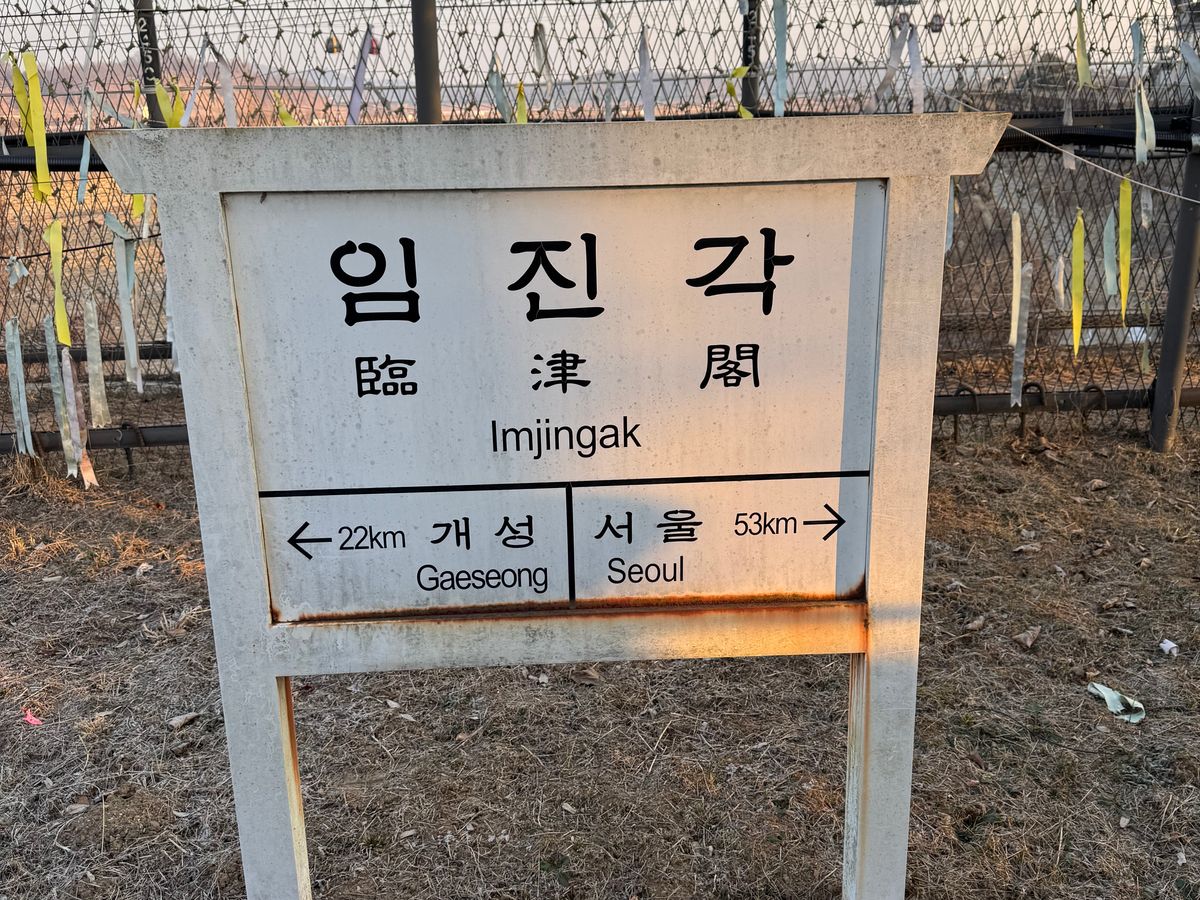 임 진 각
臨 津 閣
Imjingak
← 22km 개 성
Gaeseong
서 울 53km →
Seoul